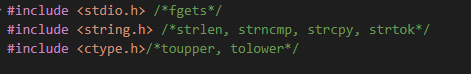 #include <stdio.h> /*fgets*/
#include <string.h> /*strlen, strncmp, strcpy, strtok*/
#include <ctype.h>/*toupper, tolower*/